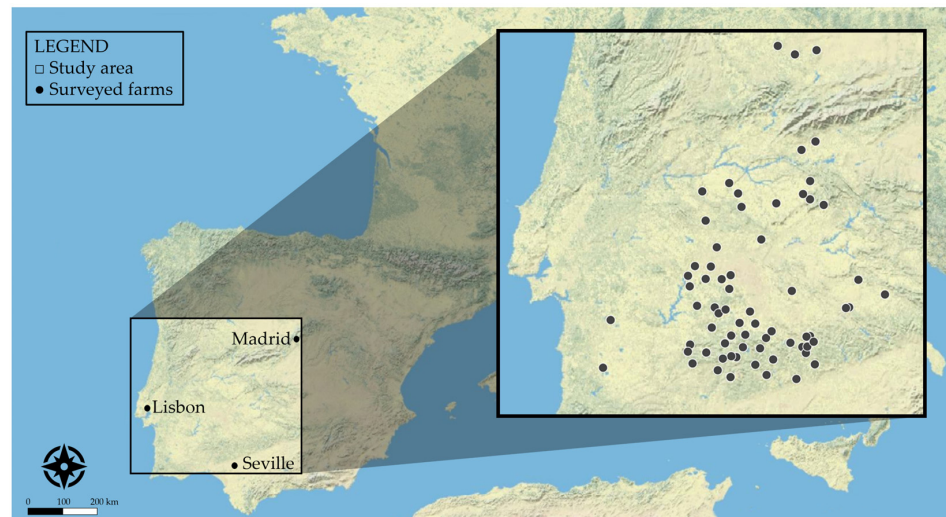 LEGEND
□ Study area
● Surveyed farms
Madrid
Lisbon
Seville
0 100 200 km